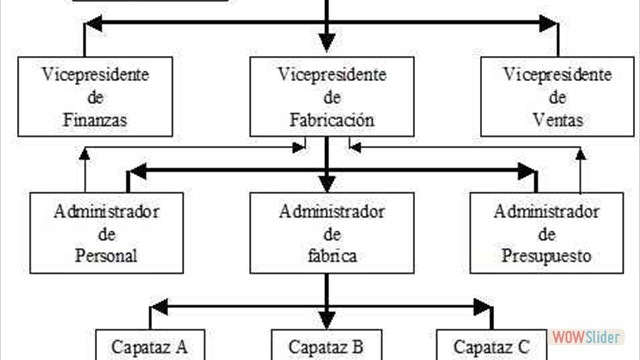 Vicepresidente
de
Finanzas
Vicepresidente
de
Fabricación
Vicepresidente
de
Ventas
Administrador
de
Personal
Administrador
de
fabrica
Administrador
de
Presupuesto
Capataz A
Capataz B
Capataz C
WOWSlider